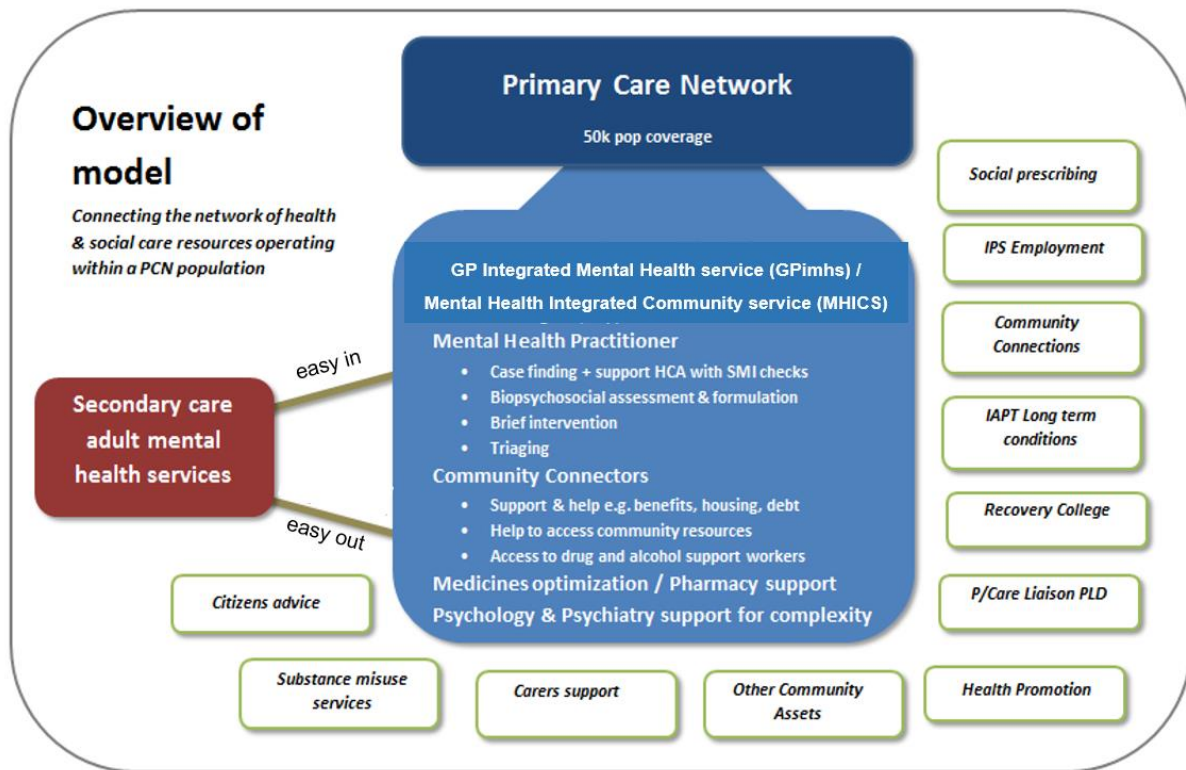 Overview of
model
Connecting the network of health
& social care resources operating
within a PCN population
Primary Care Network
50k pop coverage
GP Integrated Mental Health service (GPimhs) /
Mental Health Integrated Community service (MHICS)
Mental Health Practitioner
• Case finding + support HCA with SMI checks
• Biopsychosocial assessment & formulation
• Brief intervention
• Triaging
Community Connectors
• Support & help e.g. benefits, housing, debt
• Help to access community resources
• Access to drug and alcohol support workers
Medicines optimization / Pharmacy support
Psychology & Psychiatry support for complexity
easy in
Secondary care
adult mental
health services
easy out
Social prescribing
IPS Employment
Community
Connections
IAPT Long term
conditions
Recovery College
P/Care Liaison PLD
Health Promotion
Citizens advice
Substance misuse
services
Carers support
Other Community
Assets